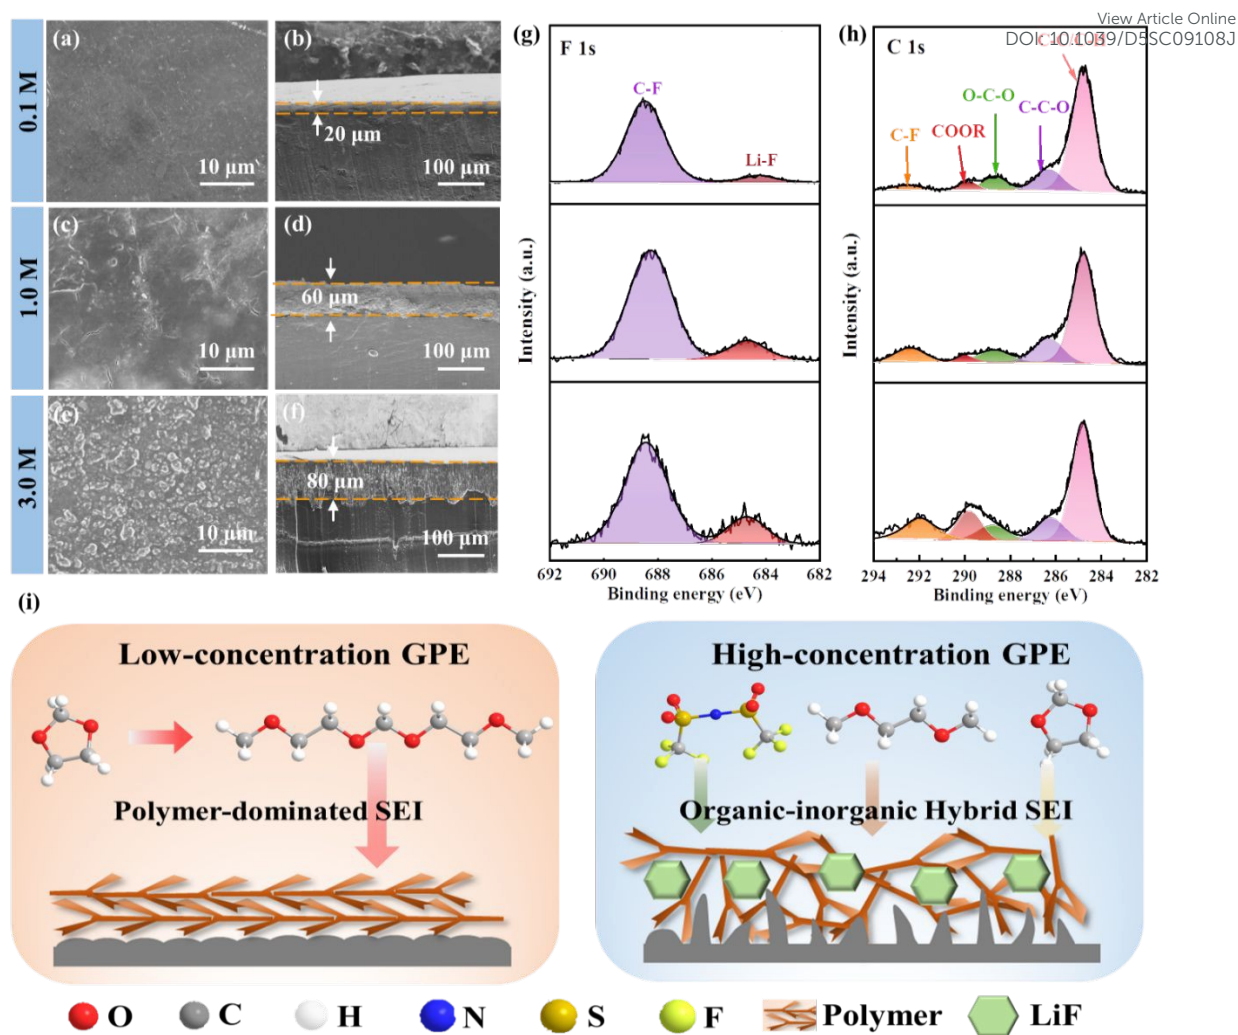 View Article Online
DOI: 10.1039/D5SC09108J
0.1 M
(a)
10 μm
(b)
20 μm
100 μm
1.0 M
(c)
10 μm
(d)
60 μm
100 μm
3.0 M
(e)
10 μm
(f)
80 μm
100 μm
(g)
F 1s
C-F
Li-F
Intensity (a.u.)
692 690 688 686 684 682
Binding energy (eV)
(h)
C 1s
C-F
COOR
O-C-O
C-C-O
Intensity (a.u.)
294 292 290 288 286 284 282
Binding energy (eV)
(i)
Low-concentration GPE
Polymer-dominated SEI
High-concentration GPE
Organic-inorganic Hybrid SEI
O C H N S F Polymer LiF